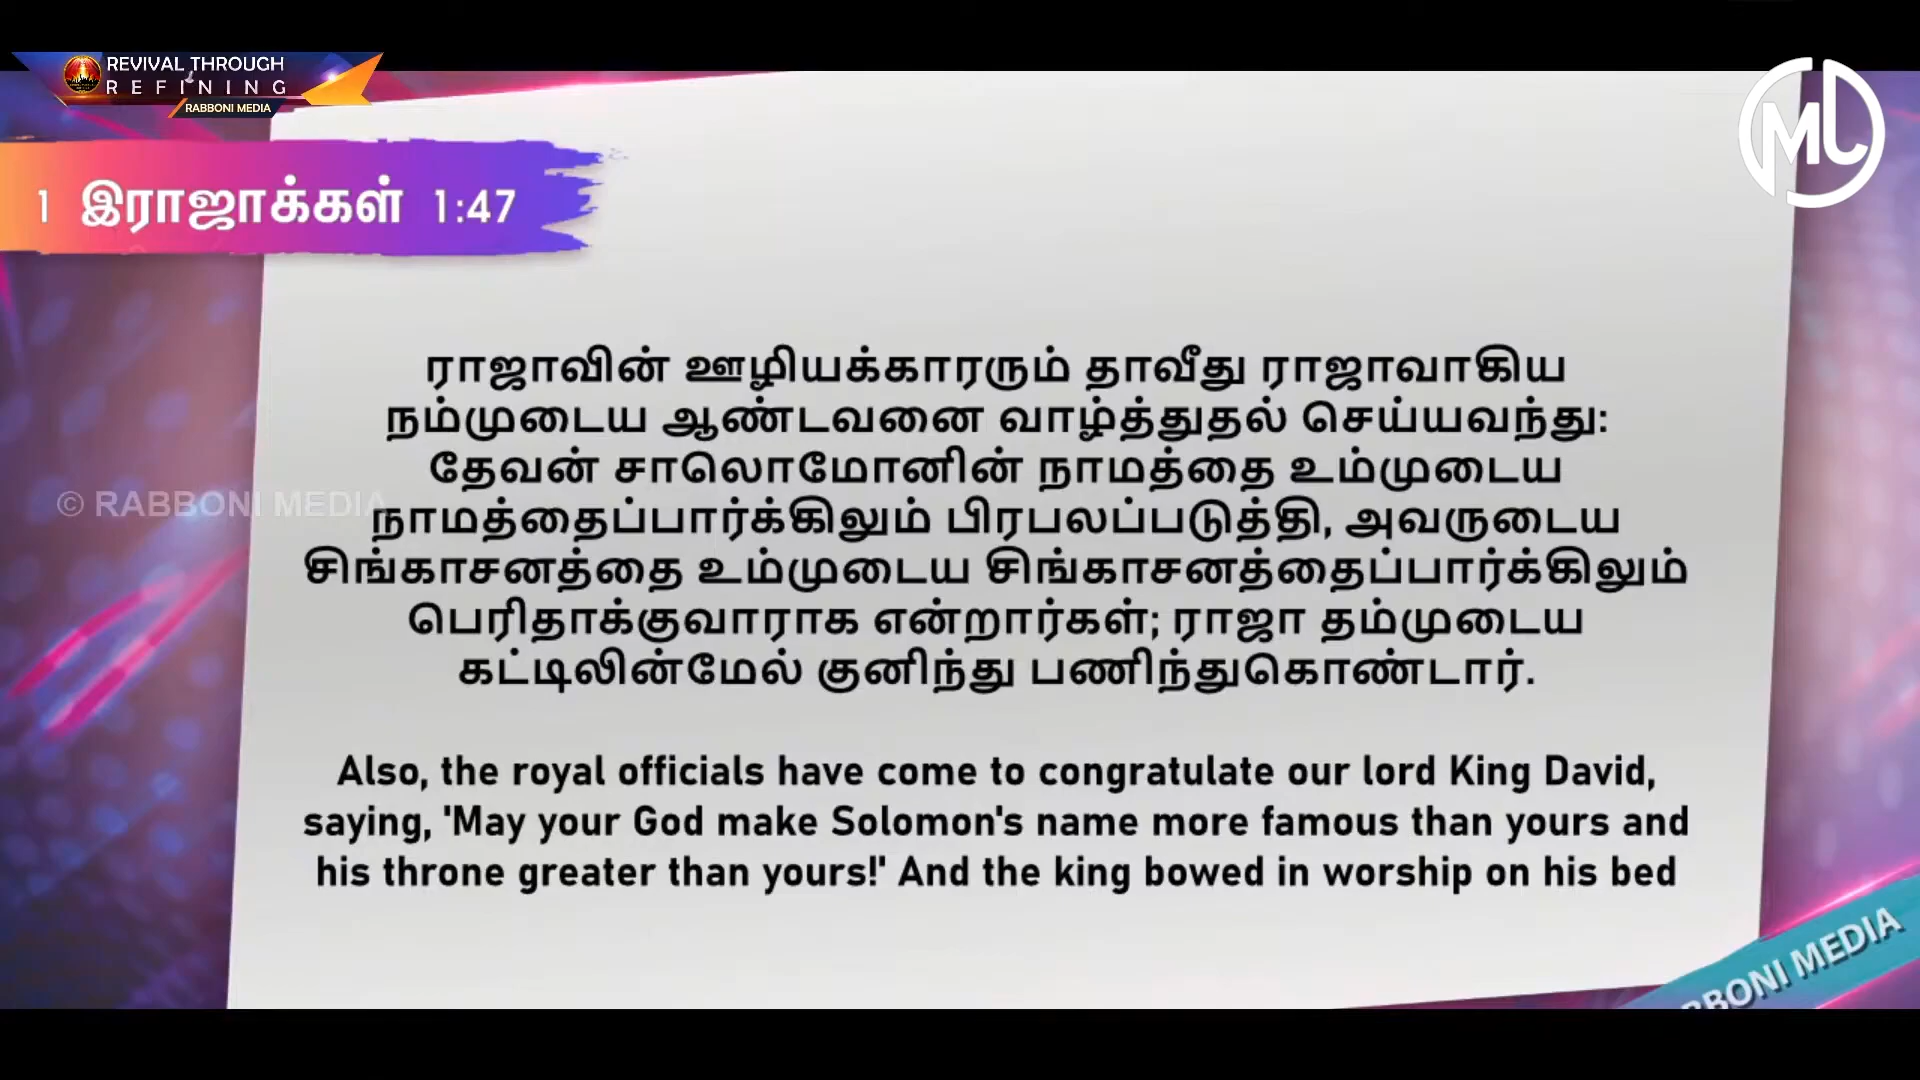 REVIVAL THROUGH
REFINING
RABBONI MEDIA
MC
1 இராஜாக்கள் 1:47
ராஜாவின் ஊழியக்காரரும் தாவீது ராஜாவாகிய
நம்முடைய ஆண்டவனை வாழ்த்துதல் செய்யவந்து:
தேவன் சாலொமோனின் நாமத்தை உம்முடைய
© RABBONI MEDIA
நாமத்தைப்பார்க்கிலும் பிரபலப்படுத்தி, அவருடைய
சிங்காசனத்தை உம்முடைய சிங்காசனத்தைப்பார்க்கிலும்
பெரிதாக்குவாராக என்றார்கள்; ராஜா தம்முடைய
கட்டிலின்மேல் குனிந்து பணிந்துகொண்டார்.
Also, the royal officials have come to congratulate our lord King David,
saying, 'May your God make Solomon's name more famous than yours and
his throne greater than yours!' And the king bowed in worship on his bed
BBONI MEDIA